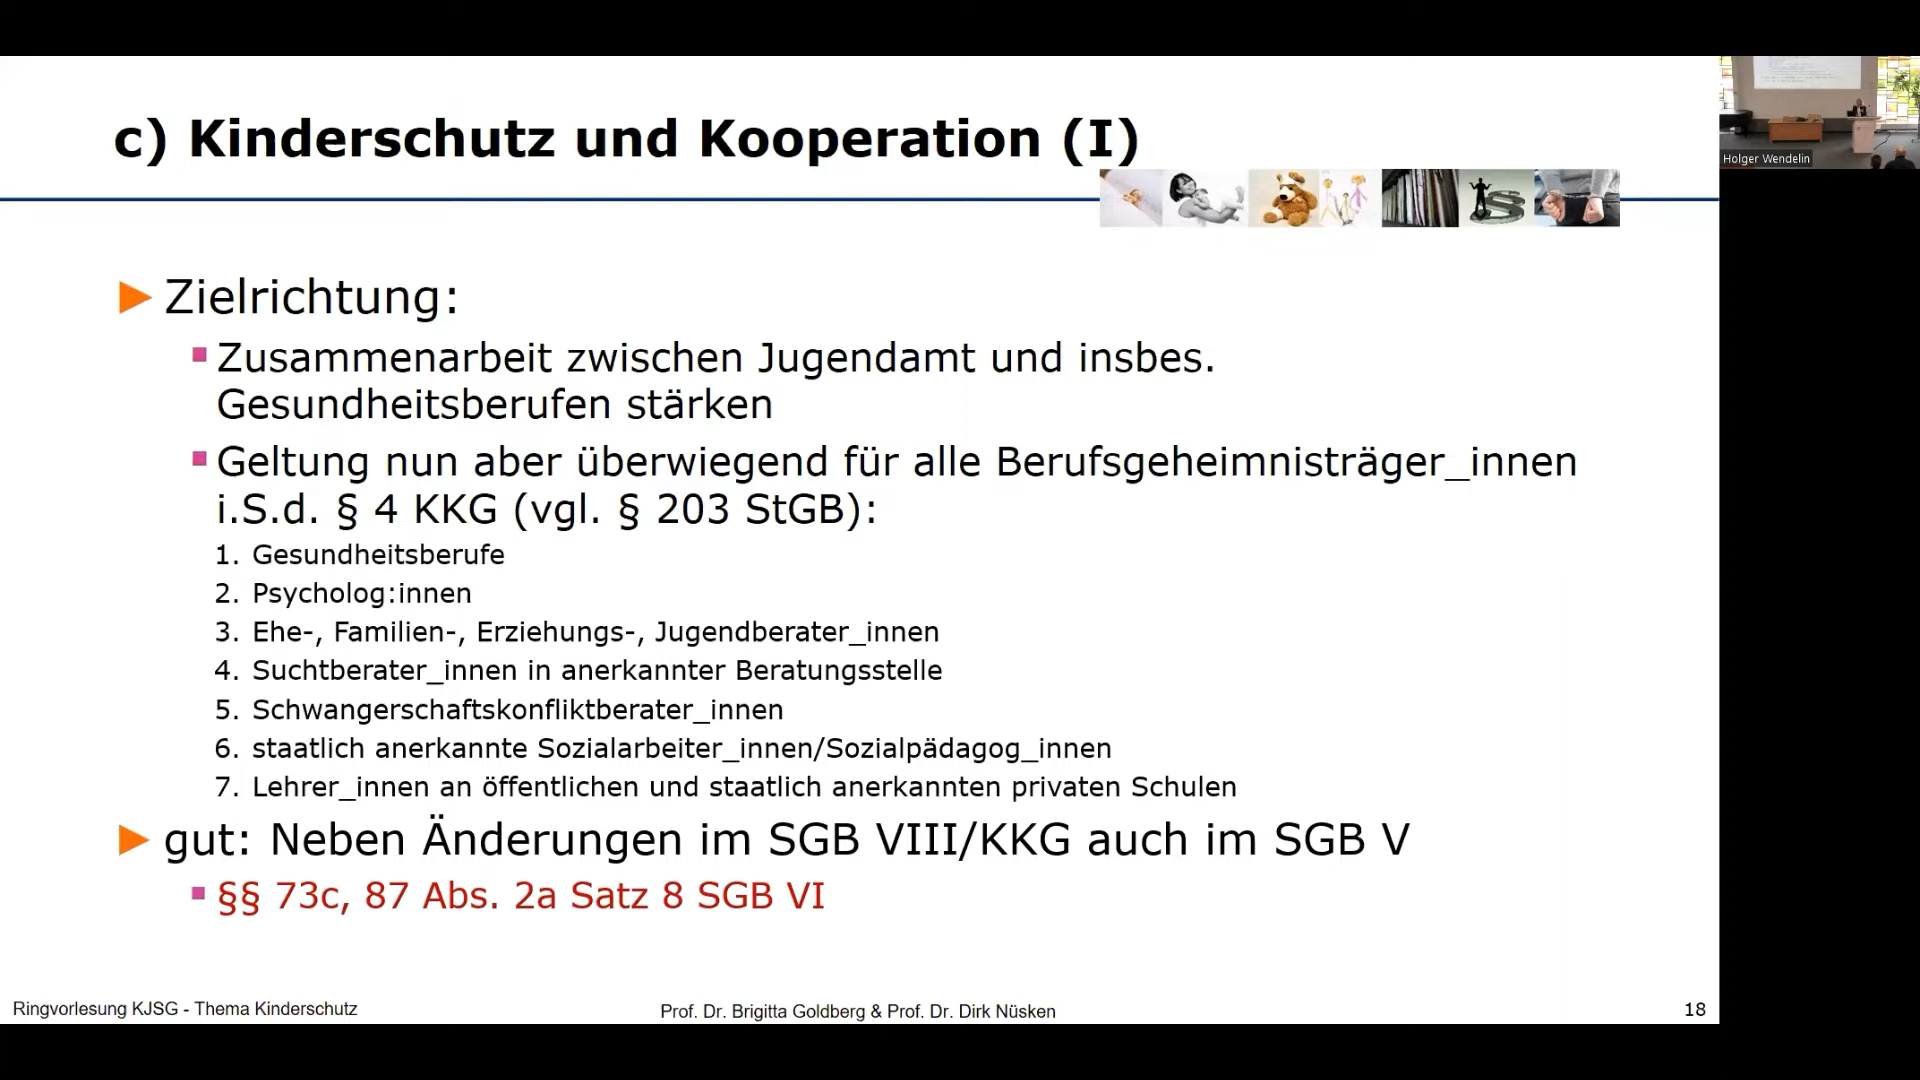 c) Kinderschutz und Kooperation (I)
Holger Wendelin
Zielrichtung:
Zusammenarbeit zwischen Jugendamt und insbes.
Gesundheitsberufen stärken
Geltung nun aber überwiegend für alle Berufsgeheimnisträger_innen
i.S.d. § 4 KKG (vgl. § 203 StGB):
1. Gesundheitsberufe
2. Psycholog:innen
3. Ehe-, Familien-, Erziehungs-, Jugendberater_innen
4. Suchtberater_innen in anerkannter Beratungsstelle
5. Schwangerschaftskonfliktberater_innen
6. staatlich anerkannte Sozialarbeiter_innen/Sozialpädagog_innen
7. Lehrer_innen an öffentlichen und staatlich anerkannten privaten Schulen
gut: Neben Änderungen im SGB VIII/KKG auch im SGB V
§§ 73c, 87 Abs. 2a Satz 8 SGB VI
Ringvorlesung KJSG - Thema Kinderschutz
Prof. Dr. Brigitta Goldberg & Prof. Dr. Dirk Nüsken
18